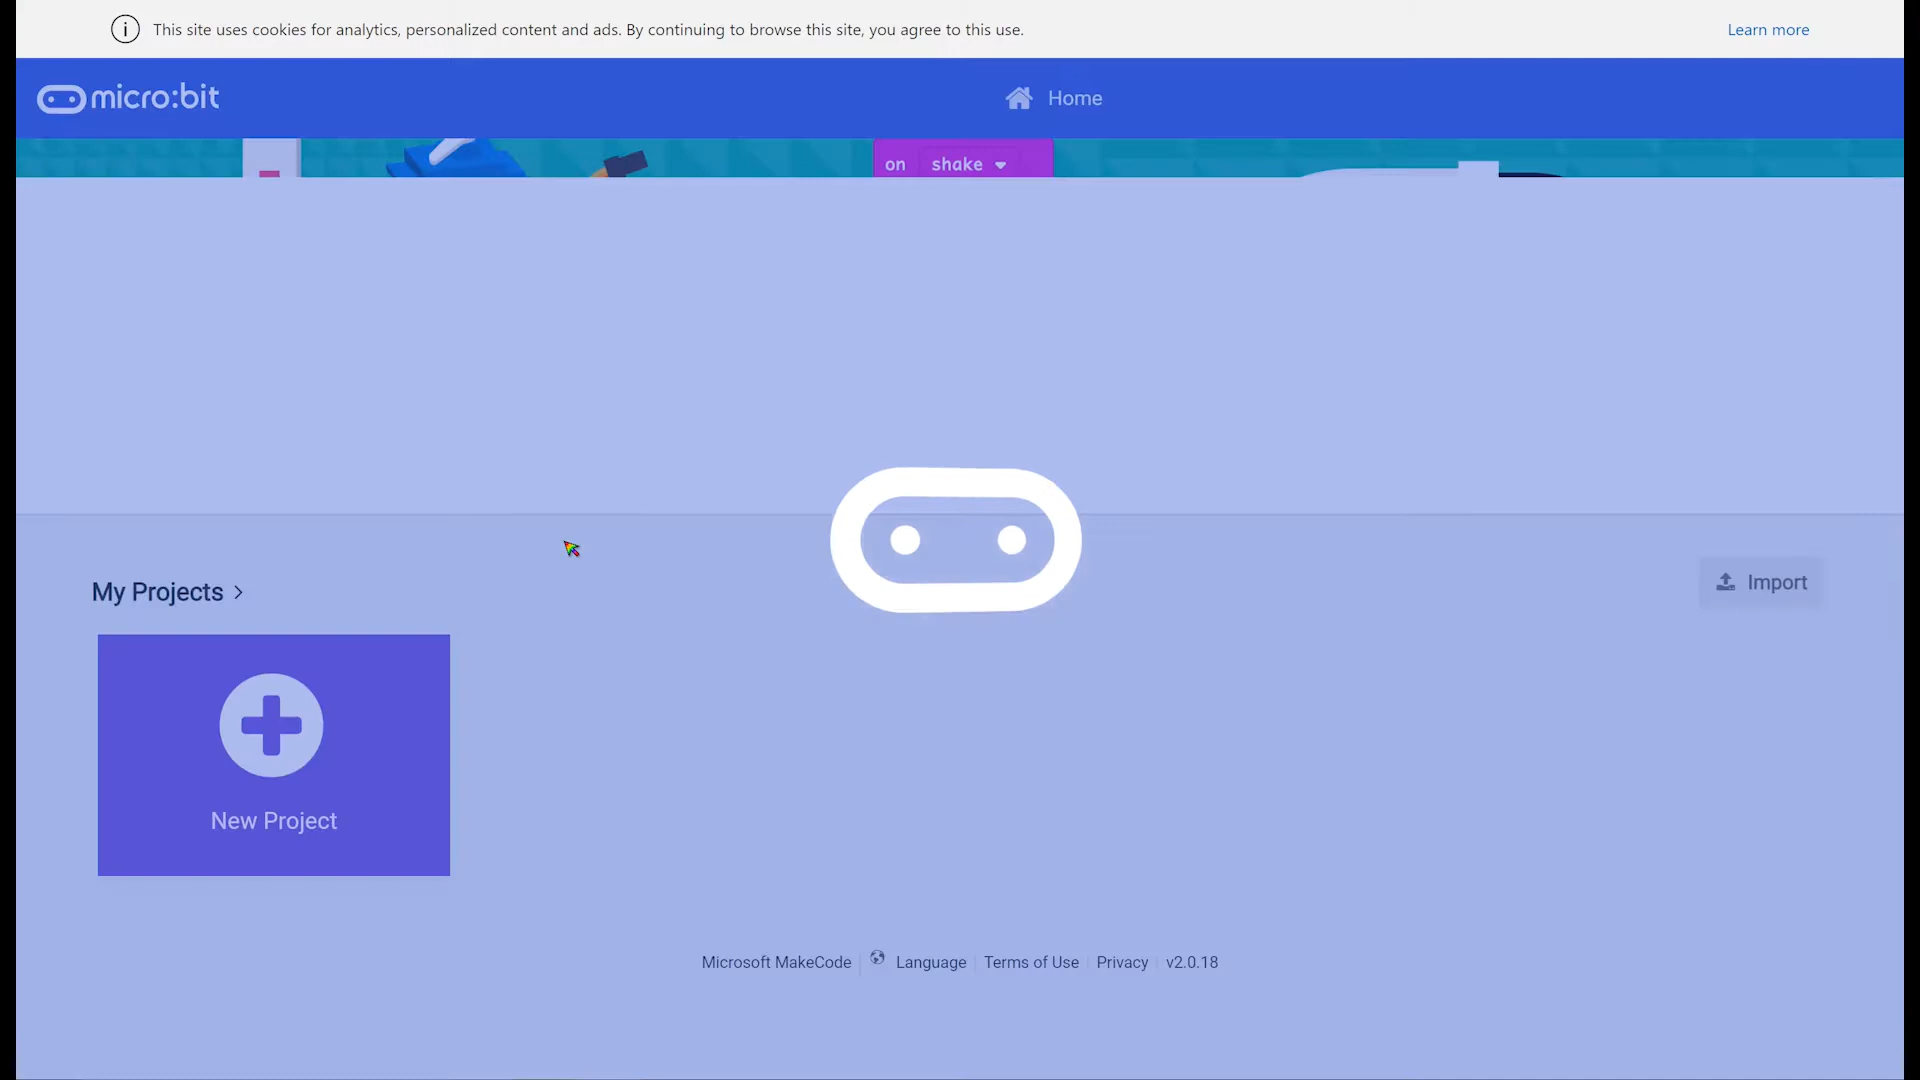 This site uses cookies for analytics, personalized content and ads. By continuing to browse this site, you agree to this use.
Learn more
micro:bit
Home
on shake
My Projects
Import
New Project
Microsoft MakeCode
Language
Terms of Use
Privacy
v2.0.18